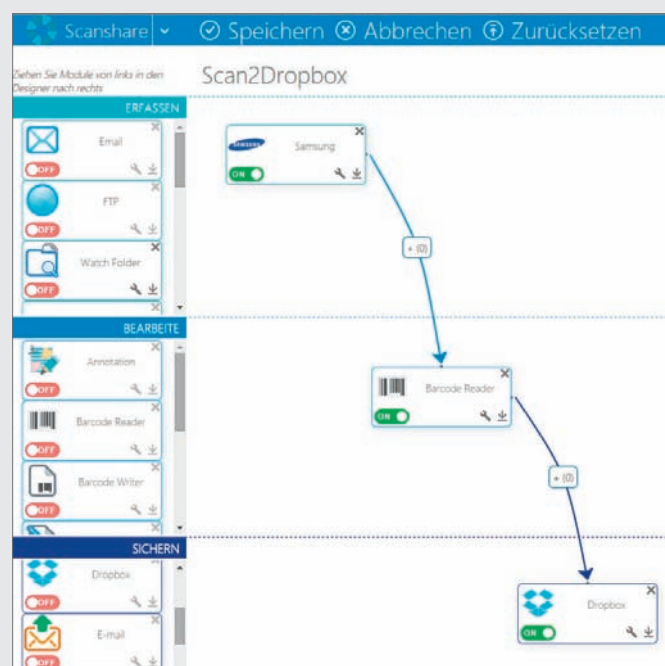 Scanshare
Speichern Abbrechen Zurücksetzen
Ziehen Sie Module von links in den
Designer nach rechts
Scan2Dropbox
ERFASSEN
Email
OFF
FTP
OFF
Watch Folder
OFF
SAMSUNG
Samsung
ON
+ (0)
BEARBEITE
Annotation
OFF
Barcode Reader
OFF
Barcode Writer
OFF
Barcode Reader
ON
+ (0)
SICHERN
Dropbox
OFF
E-mail
OFF
Dropbox
ON